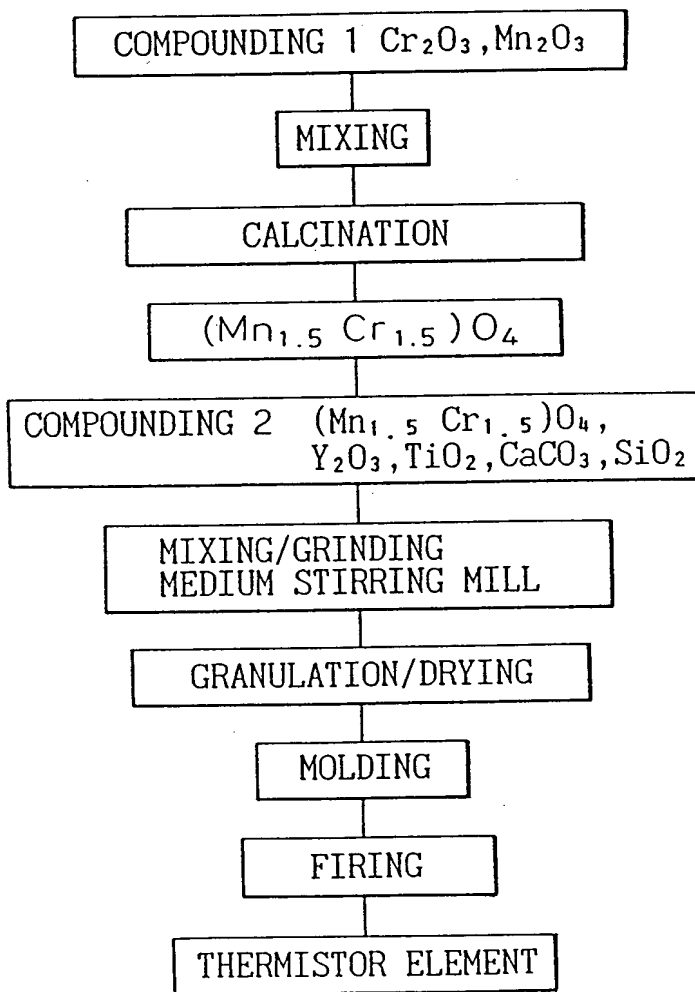 COMPOUNDING 1 Cr₂O₃,Mn₂O₃
MIXING
CALCINATION
(Mn₁.₅ Cr₁.₅)O₄
COMPOUNDING 2 (Mn₁.₅ Cr₁.₅)O₄,
Y₂O₃,TiO₂,CaCO₃,SiO₂
MIXING/GRINDING
MEDIUM STIRRING MILL
GRANULATION/DRYING
MOLDING
FIRING
THERMISTOR ELEMENT